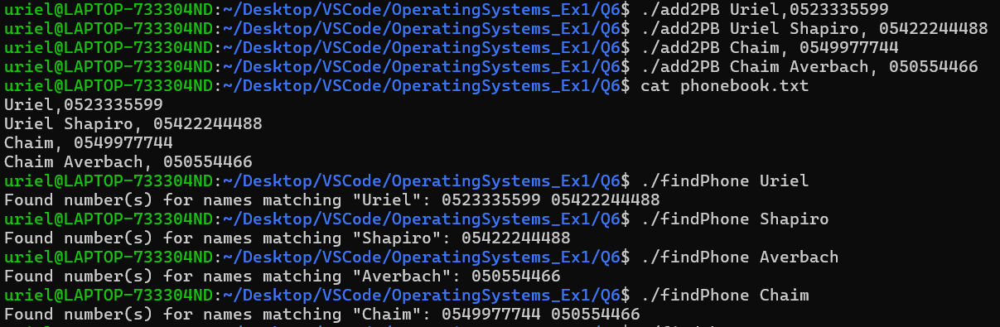 uriel@LAPTOP-733304ND:~/Desktop/VSCode/OperatingSystems_Ex1/Q6$ ./add2PB Uriel,0523335599
uriel@LAPTOP-733304ND:~/Desktop/VSCode/OperatingSystems_Ex1/Q6$ ./add2PB Uriel Shapiro, 05422244488
uriel@LAPTOP-733304ND:~/Desktop/VSCode/OperatingSystems_Ex1/Q6$ ./add2PB Chaim, 0549977744
uriel@LAPTOP-733304ND:~/Desktop/VSCode/OperatingSystems_Ex1/Q6$ ./add2PB Chaim Averbach, 050554466
uriel@LAPTOP-733304ND:~/Desktop/VSCode/OperatingSystems_Ex1/Q6$ cat phonebook.txt
Uriel,0523335599
Uriel Shapiro, 05422244488
Chaim, 0549977744
Chaim Averbach, 050554466
uriel@LAPTOP-733304ND:~/Desktop/VSCode/OperatingSystems_Ex1/Q6$ ./findPhone Uriel
Found number(s) for names matching "Uriel": 0523335599 05422244488
uriel@LAPTOP-733304ND:~/Desktop/VSCode/OperatingSystems_Ex1/Q6$ ./findPhone Shapiro
Found number(s) for names matching "Shapiro": 05422244488
uriel@LAPTOP-733304ND:~/Desktop/VSCode/OperatingSystems_Ex1/Q6$ ./findPhone Averbach
Found number(s) for names matching "Averbach": 050554466
uriel@LAPTOP-733304ND:~/Desktop/VSCode/OperatingSystems_Ex1/Q6$ ./findPhone Chaim
Found number(s) for names matching "Chaim": 0549977744 050554466